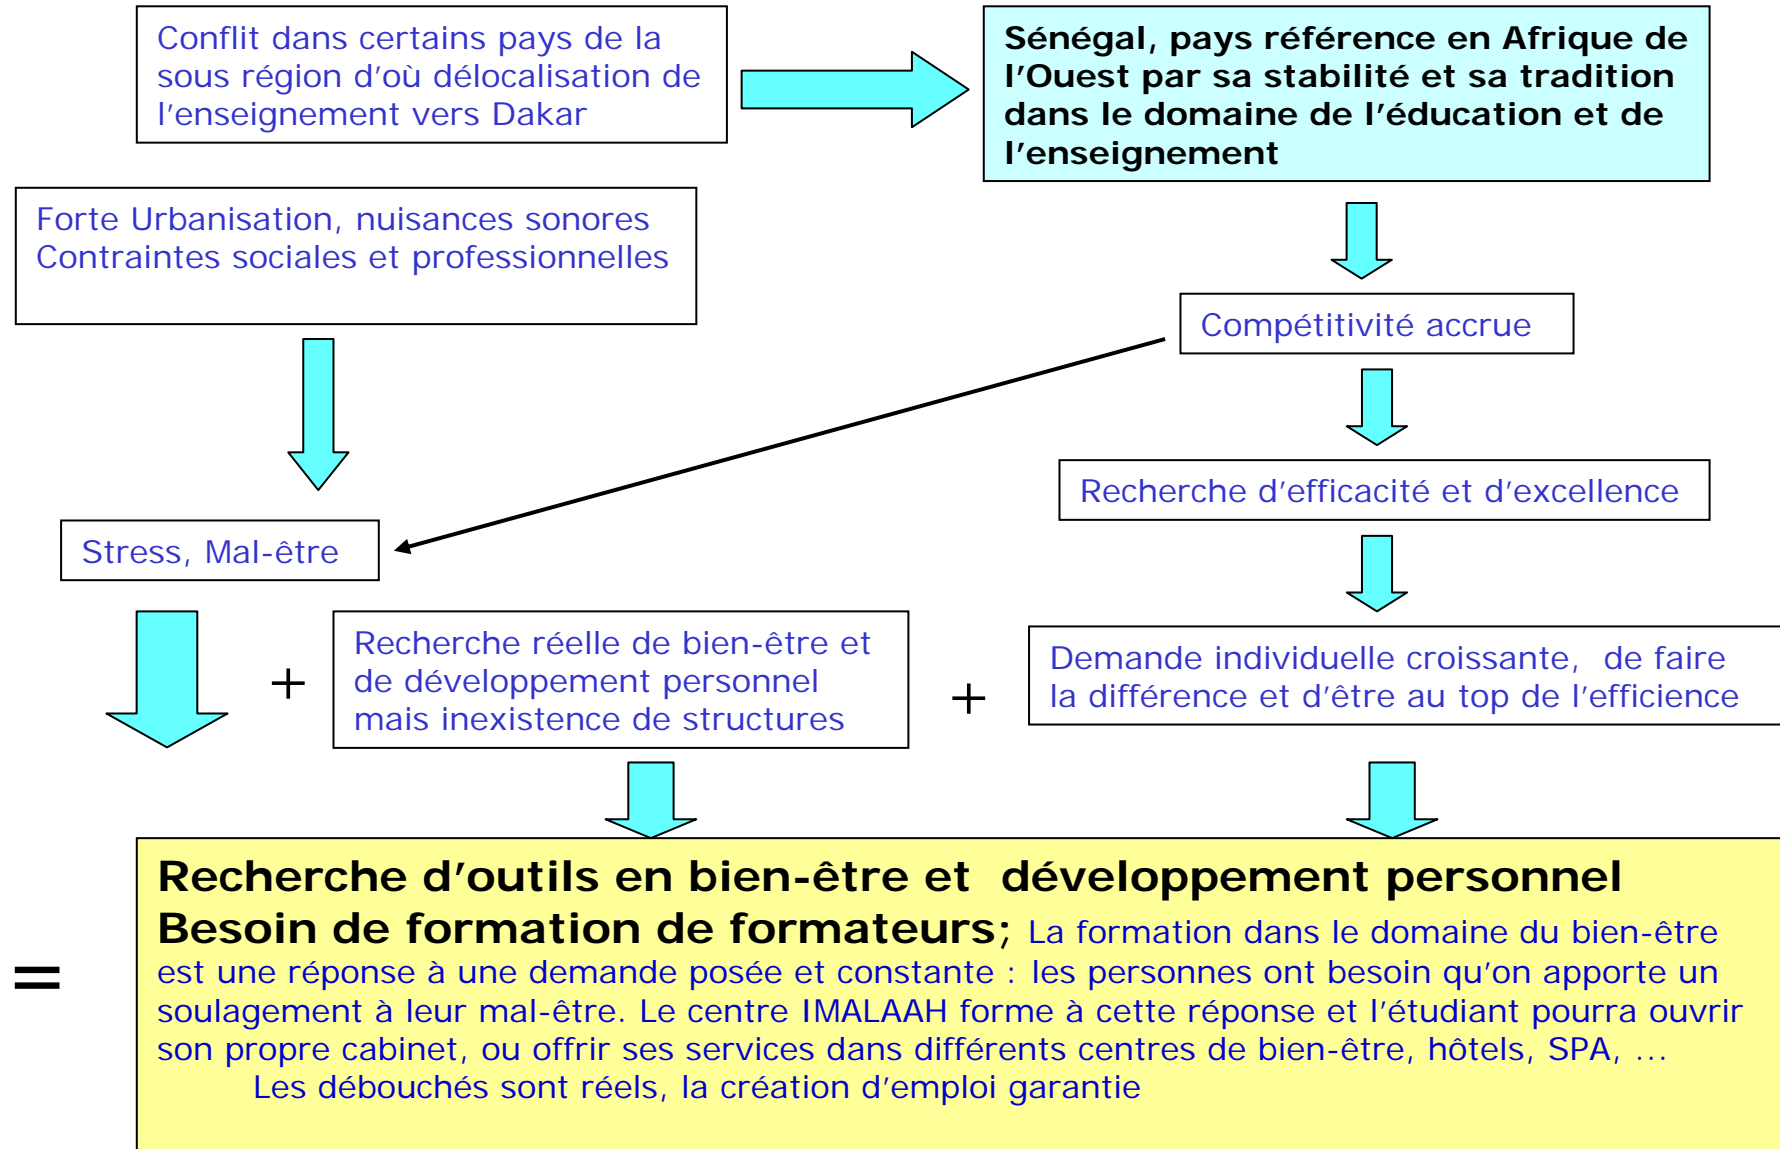 Conflit dans certains pays de la
sous région d'où délocalisation de
l'enseignement vers Dakar
Sénégal, pays référence en Afrique de
l'Ouest par sa stabilité et sa tradition
dans le domaine de l'éducation et de
l'enseignement
Forte Urbanisation, nuisances sonores
Contraintes sociales et professionnelles
Compétitivité accrue
Recherche d'efficacité et d'excellence
Stress, Mal-être
+
Recherche réelle de bien-être et
de développement personnel
mais inexistence de structures
+
Demande individuelle croissante,  de faire
la différence et d'être au top de l'efficience
=
Recherche d'outils en bien-être et  développement personnel
Besoin de formation de formateurs; La formation dans le domaine du bien-être
est une réponse à une demande posée et constante :  les personnes ont besoin qu'on apporte un
soulagement à leur mal-être. Le centre IMALAAH forme à cette réponse et l'étudiant pourra ouvrir
son propre cabinet, ou offrir ses services dans différents centres de bien-être, hôtels, SPA, ...
Les débouchés sont réels, la création d'emploi garantie